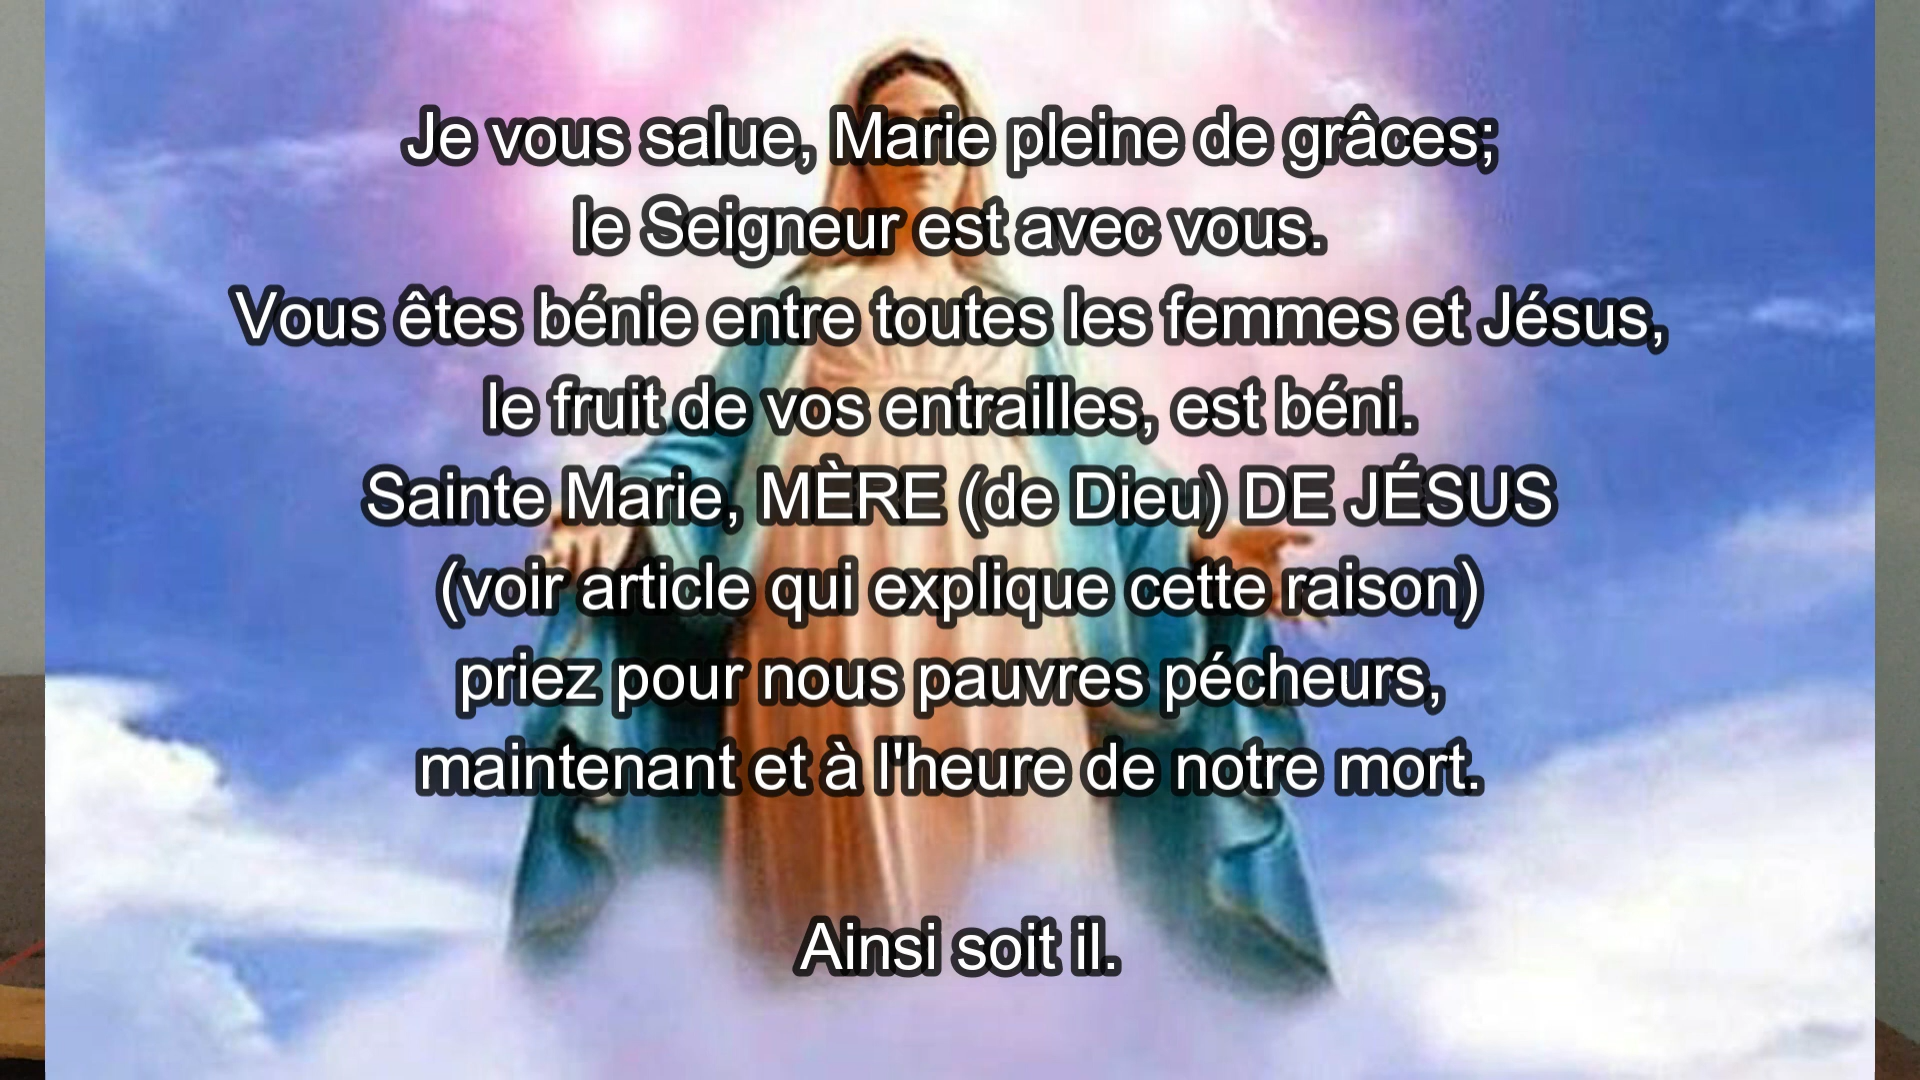 Je vous salue, Marie pleine de grâces;
le Seigneur est avec vous.
Vous êtes bénie entre toutes les femmes et Jésus,
le fruit de vos entrailles, est béni.
Sainte Marie, MÈRE (de Dieu) DE JÉSUS
(voir article qui explique cette raison)
priez pour nous pauvres pécheurs,
maintenant et à l'heure de notre mort.
Ainsi soit il.